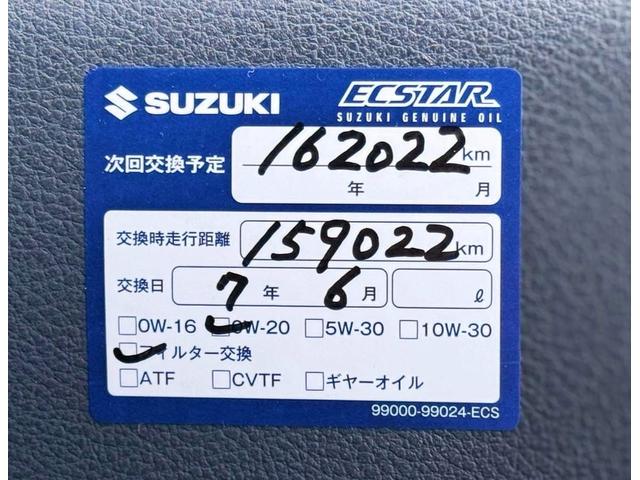 SUZUKI ECSTAR
SUZUKI GENUINE OIL
次回交換予定 162022 km
年 月
交換時走行距離 159022 km
交換日 7年 6月 ℓ
☐0W-16 ☑0W-20 ☐5W-30 ☐10W-30
☑フィルター交換
☐ATF ☐CVTF ☐ギヤーオイル
99000-99024-ECS